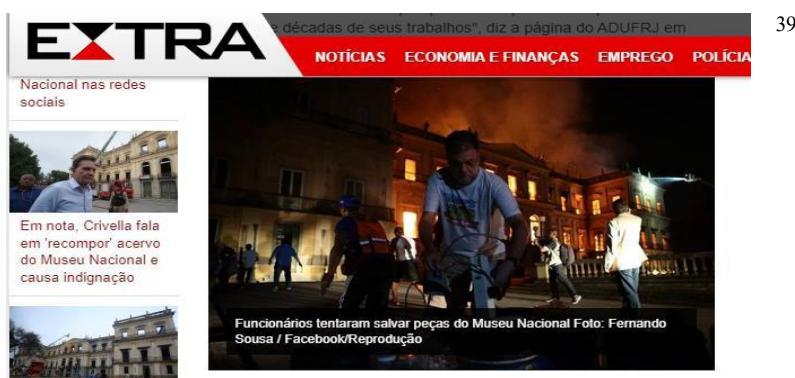 39
e décadas de seus trabalhos", diz a página do ADUFRJ em
EXTRA
NOTÍCIAS ECONOMIA E FINANÇAS EMPREGO POLÍCIA
Nacional nas redes
sociais
Em nota, Crivella fala
em 'recompor' acervo
do Museu Nacional e
causa indignação
Funcionários tentaram salvar peças do Museu Nacional Foto: Fernando
Sousa / Facebook/Reprodução